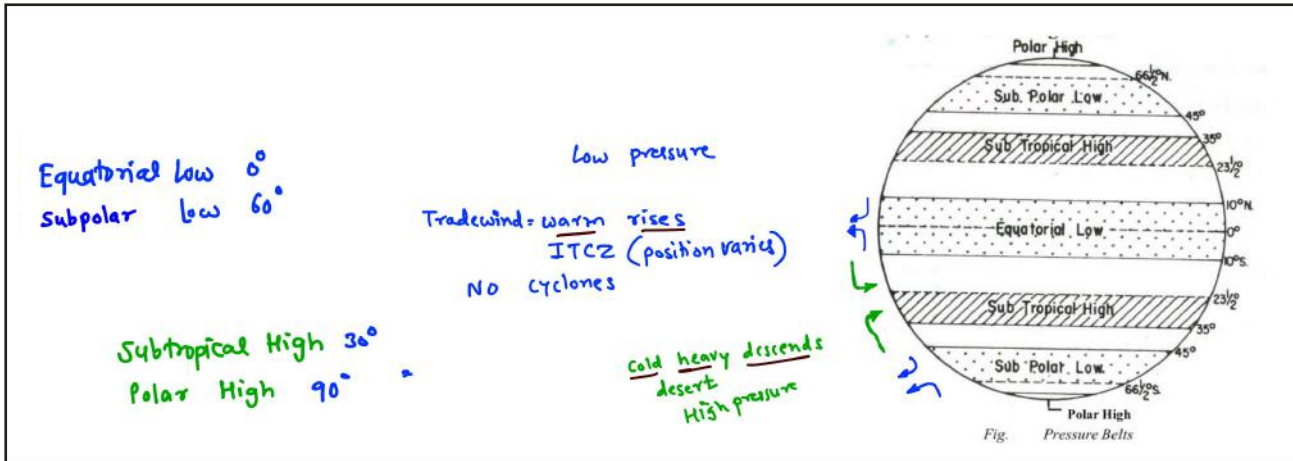 Equatorial Low 0°
Subpolar Low 60°
Subtropical High 30°
Polar High 90°
Low pressure
Tradewind = warm rises
ITCZ (position varies)
NO cyclones
cold heavy descends
desert
High pressure
Polar High
66½°N.
Sub Polar Low
45°
35°
Sub Tropical High
23½°
10°N.
Equatorial Low
0°
10°S.
23½°
Sub Tropical High
35°
45°
Sub Polar Low
66½°S.
Polar High
Fig. Pressure Belts